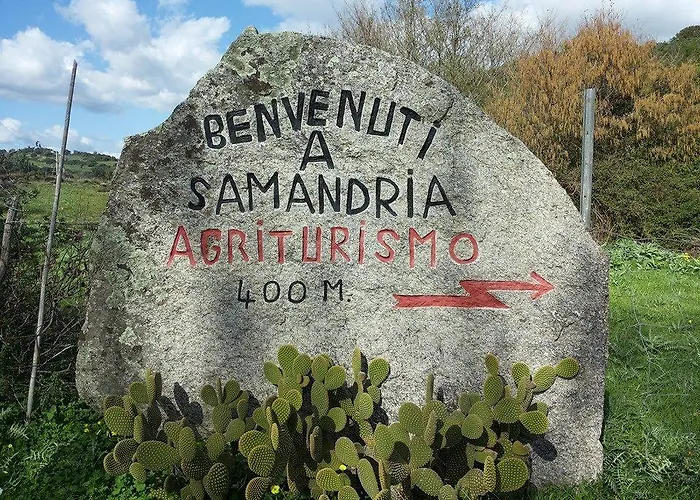 BENVENUTi
A
SAMANDRiA
AGRiTURiSMO
400 M.